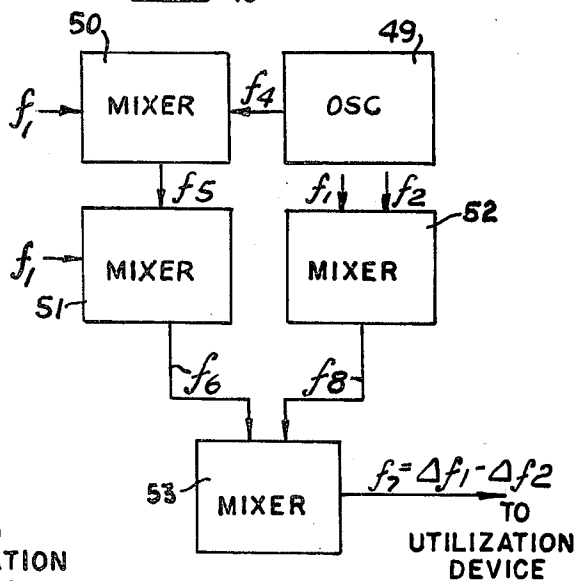 50
49
f1
MIXER
f4
OSC
f5
f1
f2
52
f1
MIXER
MIXER
51
f6
f8
53
MIXER
f7=Δf1-Δf2
TO
UTILIZATION
DEVICE
ATION